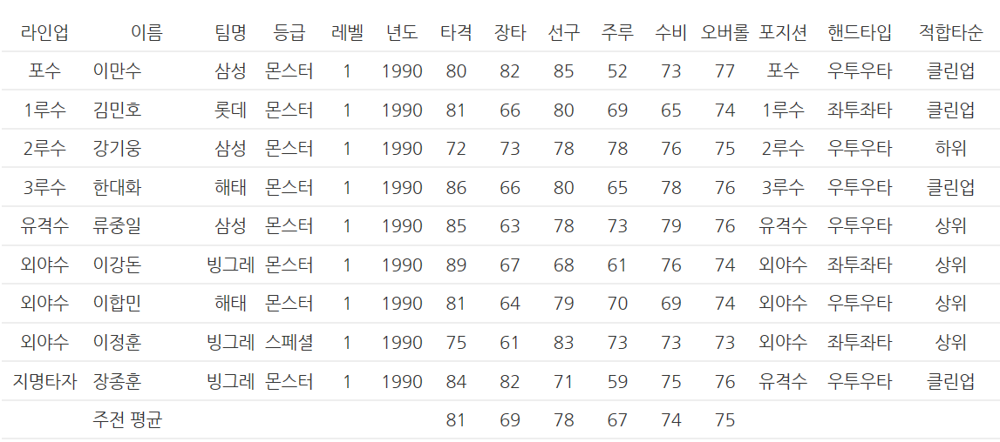 라인업 이름 팀명 등급 레벨 년도 타격 장타 선구 주루 수비 오버롤 포지션 핸드타입 적합타순
포수 이만수 삼성 몬스터 1 1990 80 82 85 52 73 77 포수 우투우타 클린업
1루수 김민호 롯데 몬스터 1 1990 81 66 80 69 65 74 1루수 좌투좌타 클린업
2루수 강기웅 삼성 몬스터 1 1990 72 73 78 78 76 75 2루수 우투우타 하위
3루수 한대화 해태 몬스터 1 1990 86 66 80 65 78 76 3루수 우투우타 클린업
유격수 류중일 삼성 몬스터 1 1990 85 63 78 73 79 76 유격수 우투우타 상위
외야수 이강돈 빙그레 몬스터 1 1990 89 67 68 61 76 74 외야수 좌투좌타 상위
외야수 이합민 해태 몬스터 1 1990 81 64 79 70 69 74 외야수 우투우타 상위
외야수 이정훈 빙그레 스페셜 1 1990 75 61 83 73 73 73 외야수 좌투좌타 상위
지명타자 장종훈 빙그레 몬스터 1 1990 84 82 71 59 75 76 유격수 우투우타 클린업
주전 평균 81 69 78 67 74 75